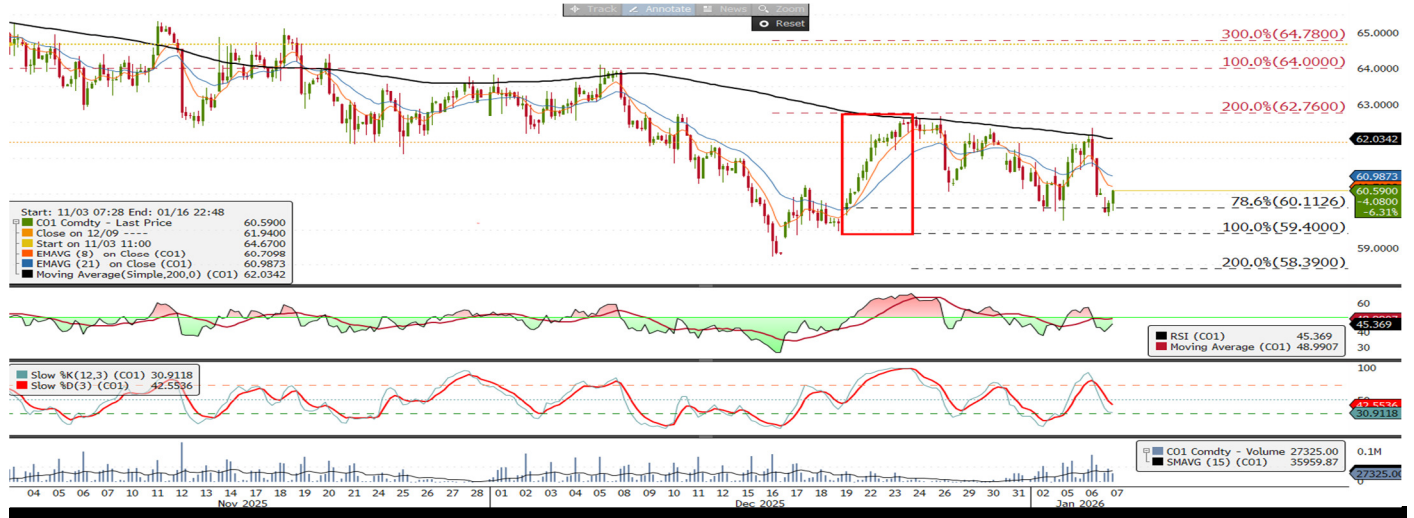 Track Annotate News Zoom
Reset
65.0000
300.0%(64.7800)
100.0%(64.0000)
64.0000
63.0000
200.0%(62.7600)
62.0342
60.9873
60.5900
-4.0800
-6.31%
78.6%(60.1126)
100.0%(59.4000)
59.0000
200.0%(58.3900)
Start: 11/03 07:28 End: 01/16 22:48
CO1 Comdty - Last Price 60.5900
Close on 12/09 ---- 61.9400
Start on 11/03 11:00 64.6700
EMAVG (8) on Close (CO1) 60.7098
EMAVG (21) on Close (CO1) 60.9873
Moving Average(Simple,200,0) (CO1) 62.0342
60
45.369
30
RSI (CO1) 45.369
Moving Average (CO1) 48.9907
Slow %K(12,3) (CO1) 30.9118
Slow %D(3) (CO1) 42.5536
100
42.5536
30.9118
CO1 Comdty - Volume 27325.00
SMAVG (15) (CO1) 35959.87
0.1M
27325.00
0
04 05 06 07 10 11 12 13 14 17 18 19 20 21 24 25 26 27 28 01 02 03 04 05 08 09 10 11 12 15 16 17 18 19 22 23 24 26 29 30 31 02 05 06 07
Nov 2025 Dec 2025 Jan 2026